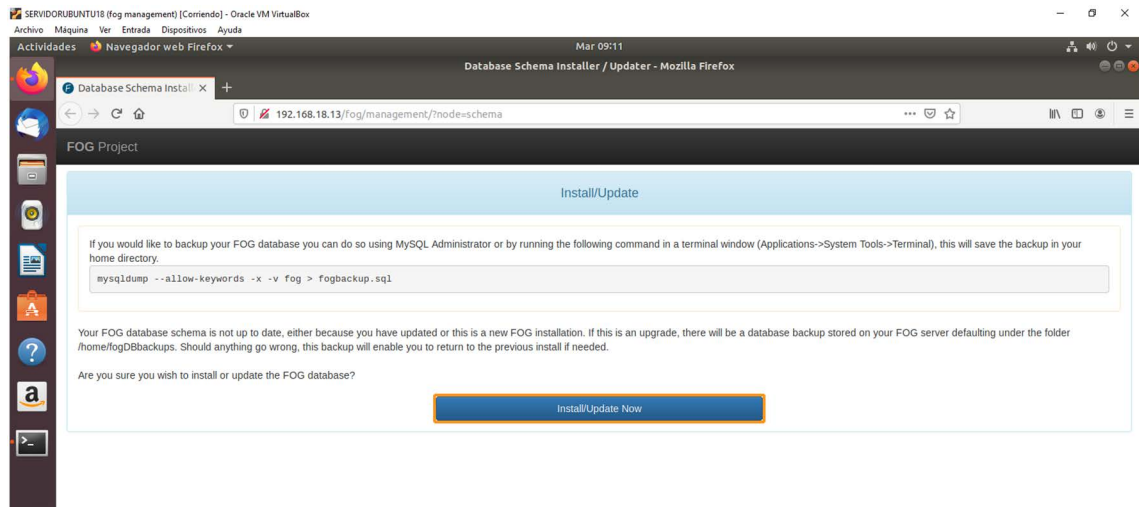 SERVIDORUBUNTU18 (fog management) [Corriendo] - Oracle VM VirtualBox
Archivo Máquina Ver Entrada Dispositivos Ayuda
Actividades Navegador web Firefox Mar 09:11
Database Schema Installer / Updater - Mozilla Firefox
Database Schema Install
192.168.18.13/fog/management/?node=schema
FOG Project
Install/Update
If you would like to backup your FOG database you can do so using MySQL Administrator or by running the following command in a terminal window (Applications->System Tools->Terminal), this will save the backup in your
home directory.
mysqldump --allow-keywords -x -v fog > fogbackup.sql
Your FOG database schema is not up to date, either because you have updated or this is a new FOG installation. If this is an upgrade, there will be a database backup stored on your FOG server defaulting under the folder
/home/fogDBbackups. Should anything go wrong, this backup will enable you to return to the previous install if needed.
Are you sure you wish to install or update the FOG database?
Install/Update Now